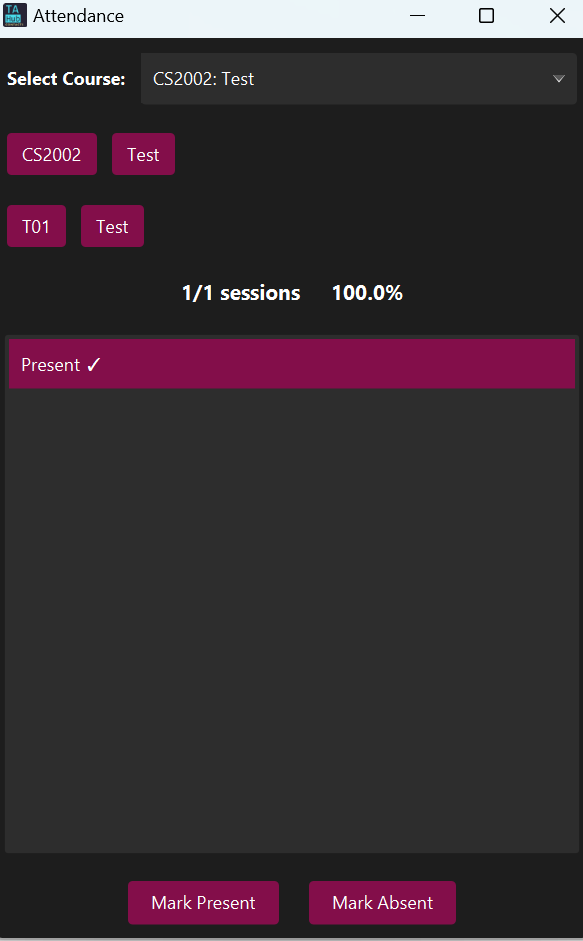 TA
Hub
Attendance
Select Course: CS2002: Test
CS2002 Test
T01 Test
1/1 sessions 100.0%
Present ✓
Mark Present Mark Absent